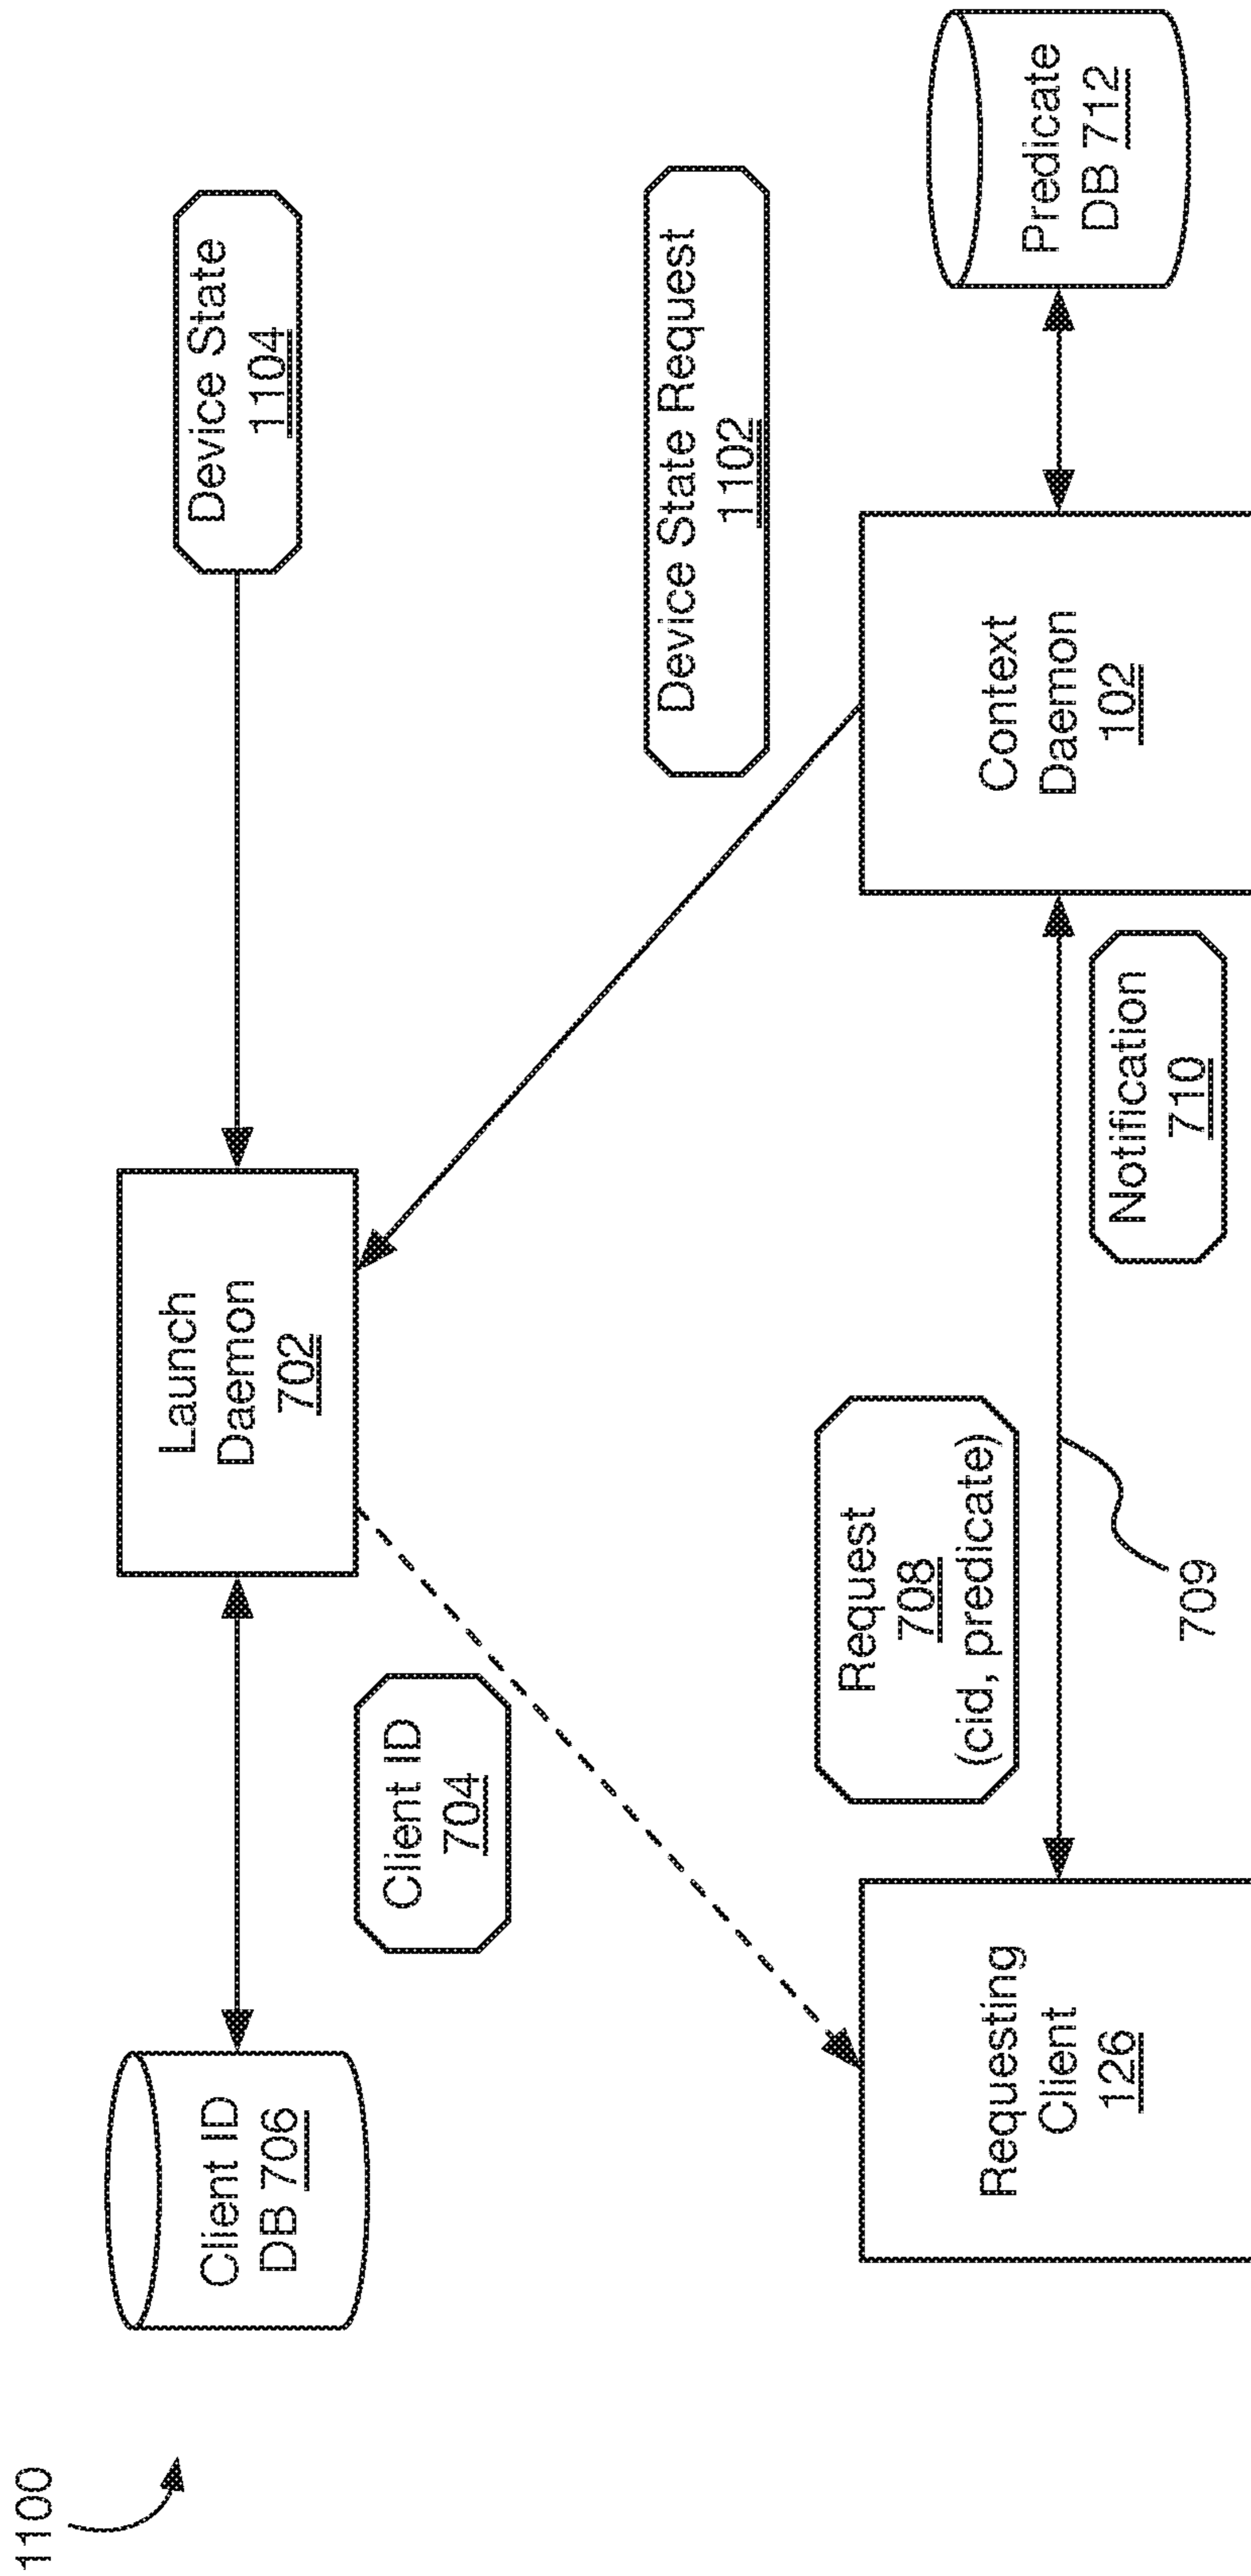 1100
Client ID
DB 706
Launch
Daemon
702
Device State
1104
Client ID
704
Device State Request
1102
Request
708
(cid, predicate)
Requesting
Client
126
709
Notification
710
Context
Daemon
102
Predicate
DB 712